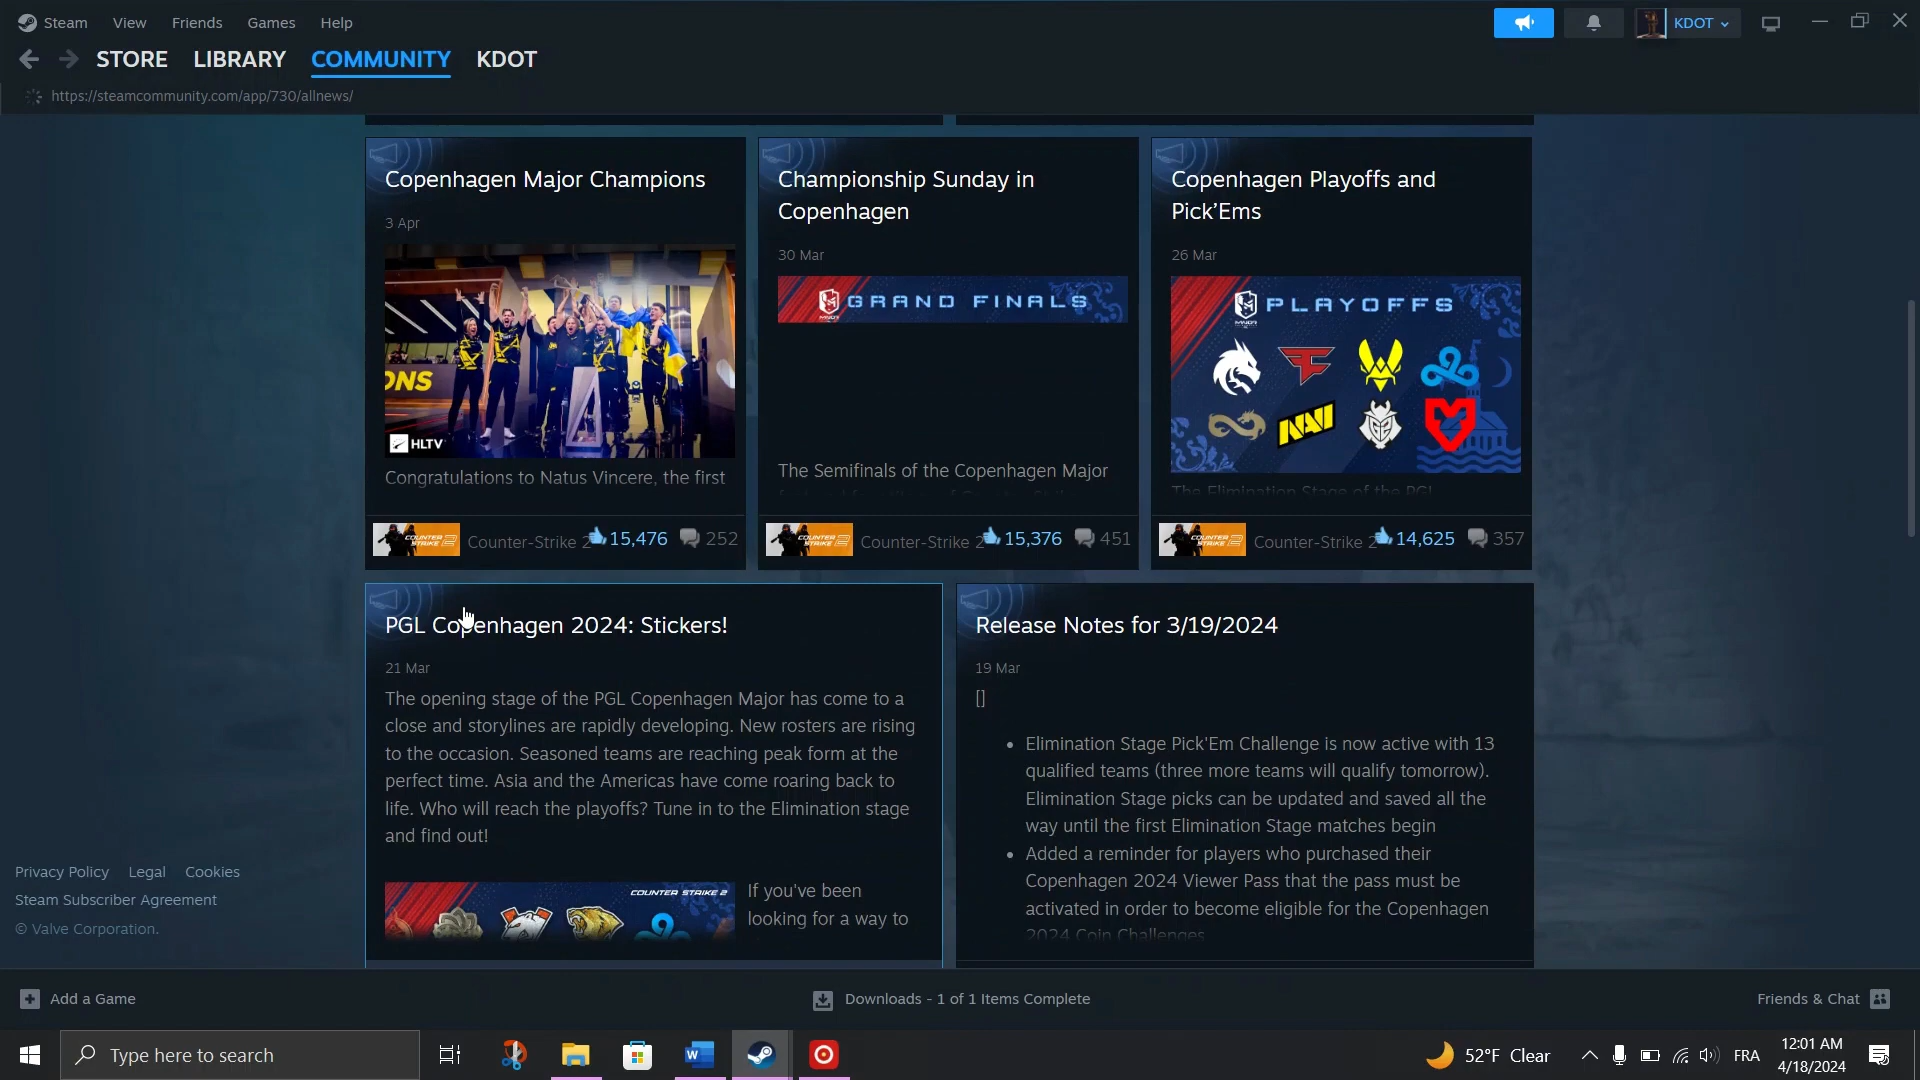 Steam View Friends Games Help KDOT
STORE LIBRARY COMMUNITY KDOT
https://steamcommunity.com/app/730/allnews/
Copenhagen Major Champions
3 Apr
ONS
HLTV
Congratulations to Natus Vincere, the first
Counter-Strike 2 15,476 252
Championship Sunday in
Copenhagen
30 Mar
GRAND FINALS
The Semifinals of the Copenhagen Major
Counter-Strike 2 15,376 451
Copenhagen Playoffs and
Pick'Ems
26 Mar
PLAYOFFS
NAVI
The Elimination Stage of the PGL
Counter-Strike 2 14,625 357
PGL Copenhagen 2024: Stickers!
21 Mar
The opening stage of the PGL Copenhagen Major has come to a
close and storylines are rapidly developing. New rosters are rising
to the occasion. Seasoned teams are reaching peak form at the
perfect time. Asia and the Americas have come roaring back to
life. Who will reach the playoffs? Tune in to the Elimination stage
and find out!
COUNTER STRIKE 2
If you've been
looking for a way to
Release Notes for 3/19/2024
19 Mar
[]
• Elimination Stage Pick'Em Challenge is now active with 13
qualified teams (three more teams will qualify tomorrow).
Elimination Stage picks can be updated and saved all the
way until the first Elimination Stage matches begin
• Added a reminder for players who purchased their
Copenhagen 2024 Viewer Pass that the pass must be
activated in order to become eligible for the Copenhagen
2024 Coin Challenges
Privacy Policy Legal Cookies
Steam Subscriber Agreement
© Valve Corporation.
Add a Game
Downloads - 1 of 1 Items Complete
Friends & Chat
Type here to search
52°F Clear
FRA
12:01 AM
4/18/2024